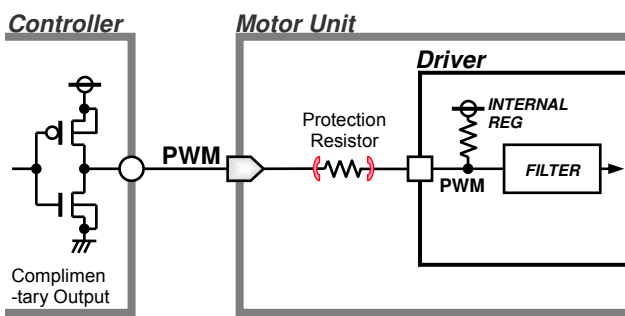 Controller
Motor Unit
Driver
INTERNAL
REG
Protection
Resistor
PWM
PWM
FILTER
Complimen
-tary Output